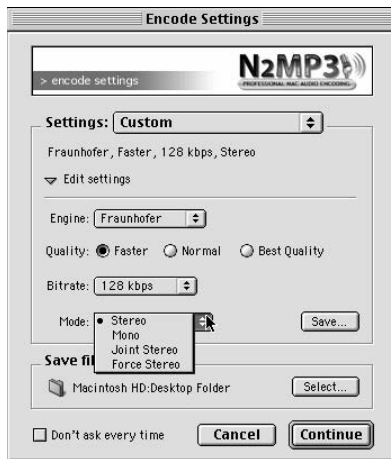 Encode Settings
> encode settings
N2MP3
PROFESSIONAL MAC AUDIO ENCODING
Settings: Custom
Fraunhofer, Faster, 128 kbps, Stereo
Edit settings
Engine: Fraunhofer
Quality: Faster Normal Best Quality
Bitrate: 128 kbps
Mode: • Stereo
Mono
Joint Stereo
Force Stereo
Save...
Save fil
Macintosh HD:Desktop Folder
Select...
Don't ask every time
Cancel
Continue